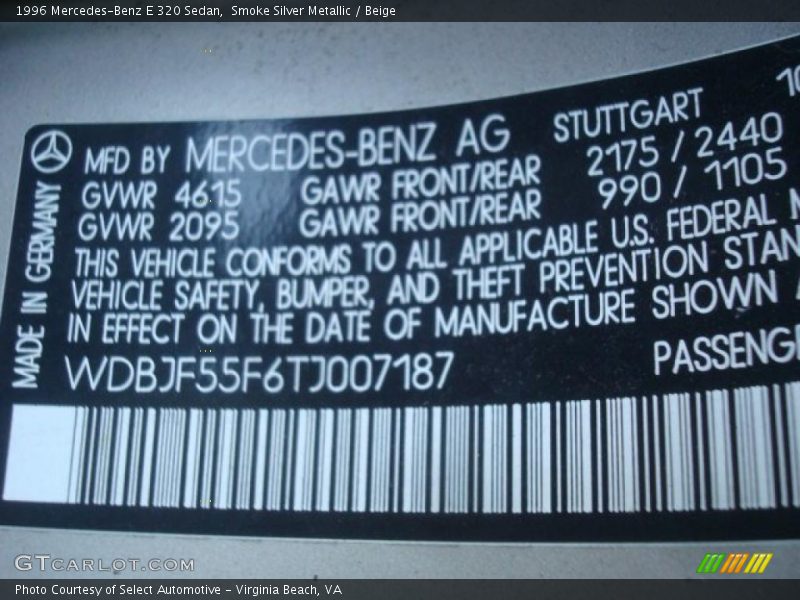 1996 Mercedes-Benz E 320 Sedan,  Smoke Silver Metallic / Beige
MFD BY MERCEDES-BENZ AG STUTTGART 10
GVWR 4615 GAWR FRONT/REAR 2175 / 2440
GVWR 2095 GAWR FRONT/REAR 990 / 1105
THIS VEHICLE CONFORMS TO ALL APPLICABLE U.S. FEDERAL M
VEHICLE SAFETY, BUMPER, AND THEFT PREVENTION STAN
IN EFFECT ON THE DATE OF MANUFACTURE SHOWN A
WDBJF55F6TJ007187 PASSENG
MADE IN GERMANY
GTCARLOT.COM
Photo Courtesy of Select Automotive - Virginia Beach, VA